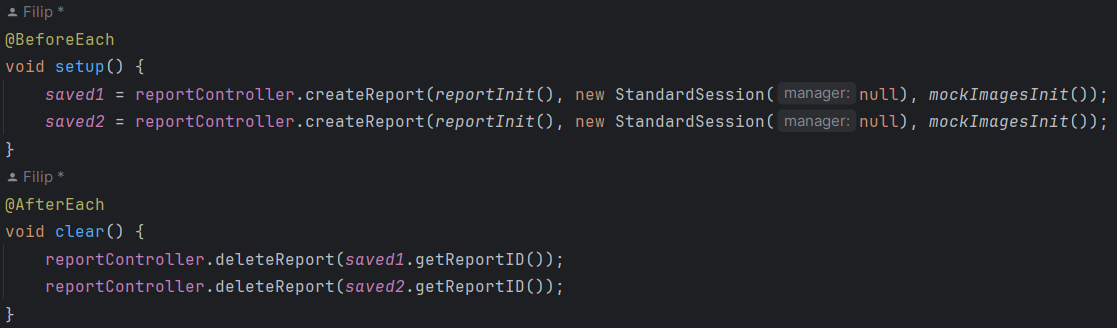 Filip *
@BeforeEach
void setup() {
    saved1 = reportController.createReport(reportInit(), new StandardSession( manager: null), mockImagesInit());
    saved2 = reportController.createReport(reportInit(), new StandardSession( manager: null), mockImagesInit());
}
Filip *
@AfterEach
void clear() {
    reportController.deleteReport(saved1.getReportID());
    reportController.deleteReport(saved2.getReportID());
}